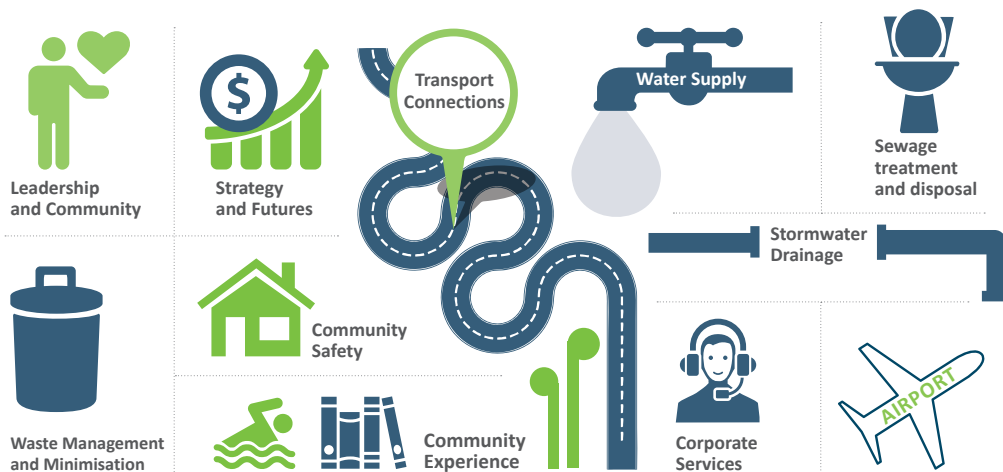 Leadership
and Community
$
Strategy
and Futures
Transport
Connections
Water Supply
Sewage
treatment
and disposal
Stormwater
Drainage
Waste Management
and Minimisation
Community
Safety
Community
Experience
Corporate
Services
AIRPORT